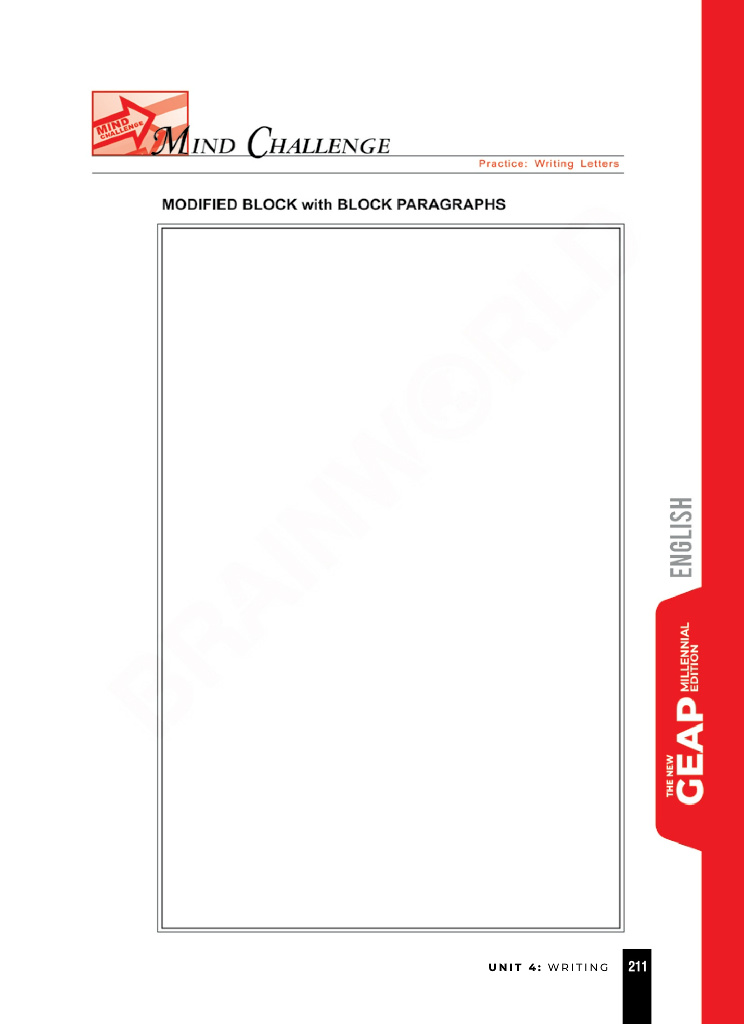 MIND
CHALLENGE
MIND CHALLENGE
Practice: Writing Letters
MODIFIED BLOCK with BLOCK PARAGRAPHS
BRAINWORLD
ENGLISH
THE NEW
GEAP
MILLENNIAL
EDITION
UNIT 4: WRITING
211